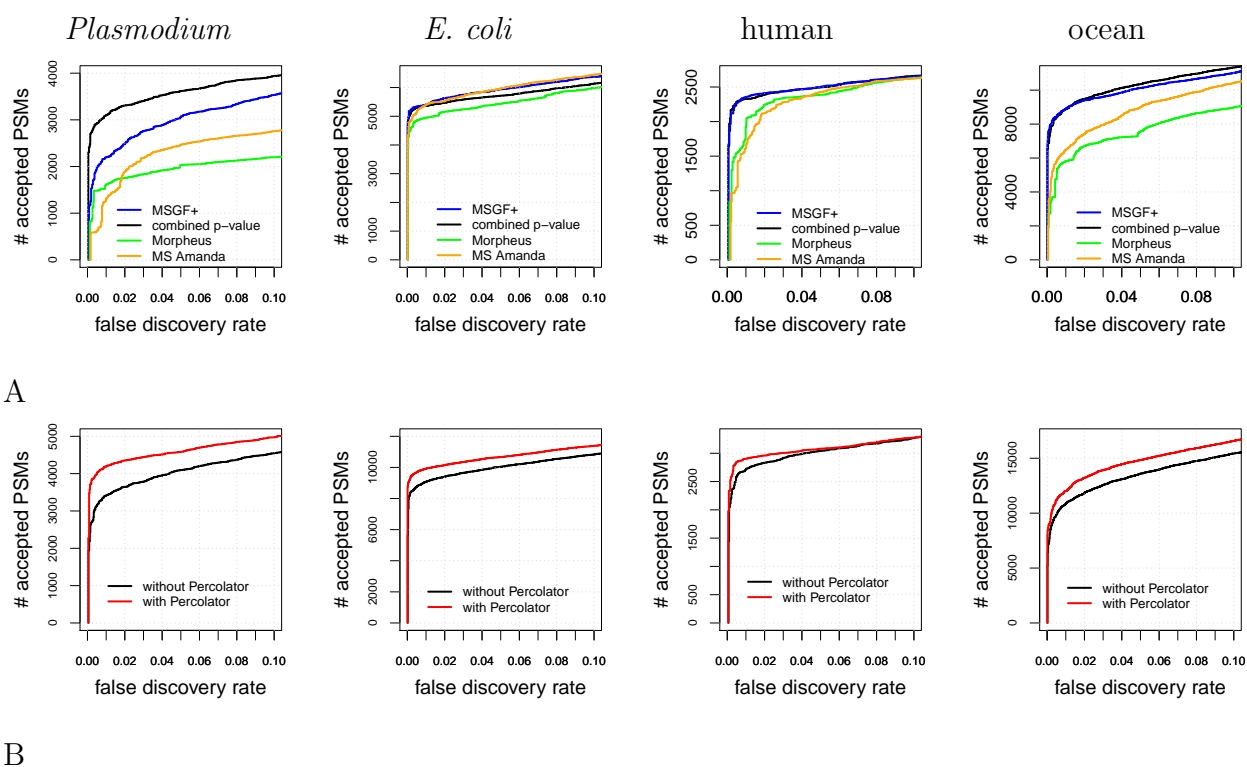 Plasmodium
E. coli
human
ocean
# accepted PSMs
4000
3000
2000
1000
0
MSGF+
combined p−value
Morpheus
MS Amanda
0.00 0.02 0.04 0.06 0.08 0.10
false discovery rate
# accepted PSMs
5000
3000
1000
0
MSGF+
combined p−value
Morpheus
MS Amanda
0.00 0.02 0.04 0.06 0.08 0.10
false discovery rate
# accepted PSMs
2500
1500
500
0
MSGF+
combined p−value
Morpheus
MS Amanda
0.00 0.04 0.08
false discovery rate
# accepted PSMs
8000
4000
0
MSGF+
combined p−value
Morpheus
MS Amanda
0.00 0.04 0.08
false discovery rate
A
# accepted PSMs
5000
4000
3000
2000
1000
0
without Percolator
with Percolator
0.00 0.02 0.04 0.06 0.08 0.10
false discovery rate
# accepted PSMs
10000
6000
2000
0
without Percolator
with Percolator
0.00 0.02 0.04 0.06 0.08 0.10
false discovery rate
# accepted PSMs
2500
1500
500
0
without Percolator
with Percolator
0.00 0.02 0.04 0.06 0.08 0.10
false discovery rate
# accepted PSMs
15000
10000
5000
0
without Percolator
with Percolator
0.00 0.02 0.04 0.06 0.08 0.10
false discovery rate
B